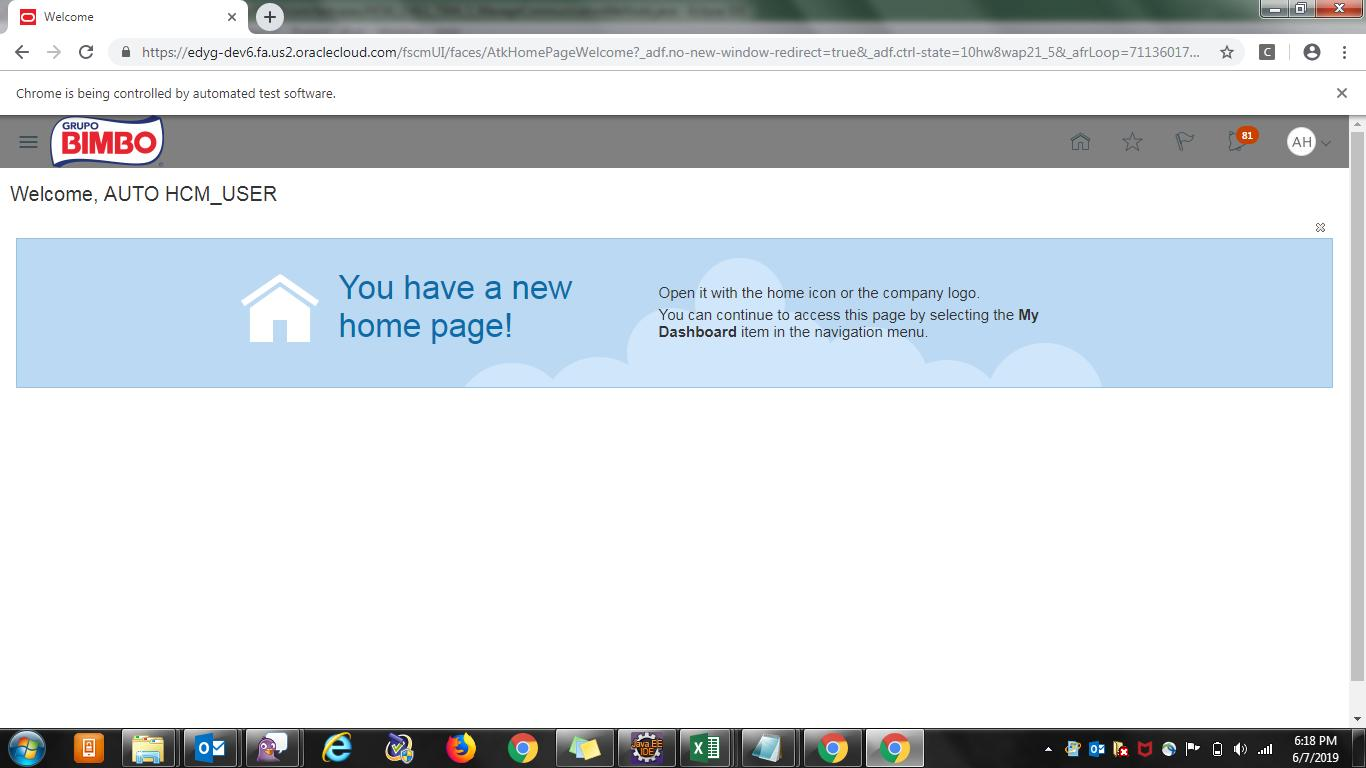 Welcome
https://edyg-dev6.fa.us2.oraclecloud.com/fscmUI/faces/AtkHomePageWelcome?_adf.no-new-window-redirect=true&_adf.ctrl-state=10hw8wap21_5&_afrLoop=71136017...
C
Chrome is being controlled by automated test software.
GRUPO
BIMBO
81
AH
Welcome, AUTO HCM_USER
You have a new
home page!
Open it with the home icon or the company logo.
You can continue to access this page by selecting the My
Dashboard item in the navigation menu.
Java EE
IDE
6:18 PM
6/7/2019